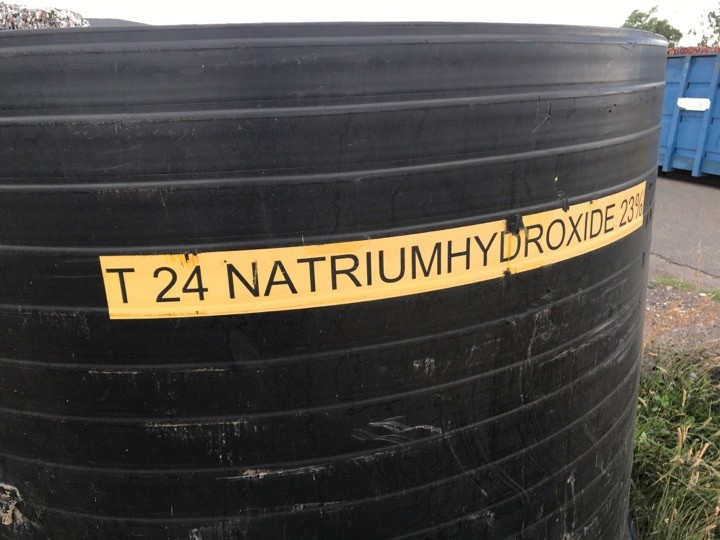 T 24 NATRIUMHYDROXIDE 23%